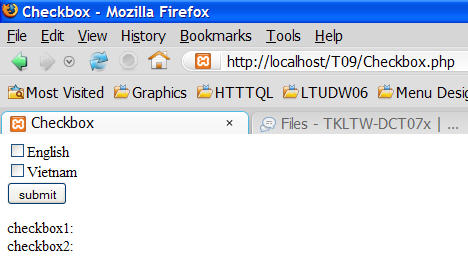 Checkbox - Mozilla Firefox
File Edit View History Bookmarks Tools Help
http://localhost/T09/Checkbox.php
Most Visited Graphics HTTTQL LTUDW06 Menu Desig
Checkbox × Files - TKLTW-DCT07x | ...
English
Vietnam
submit
checkbox1:
checkbox2: